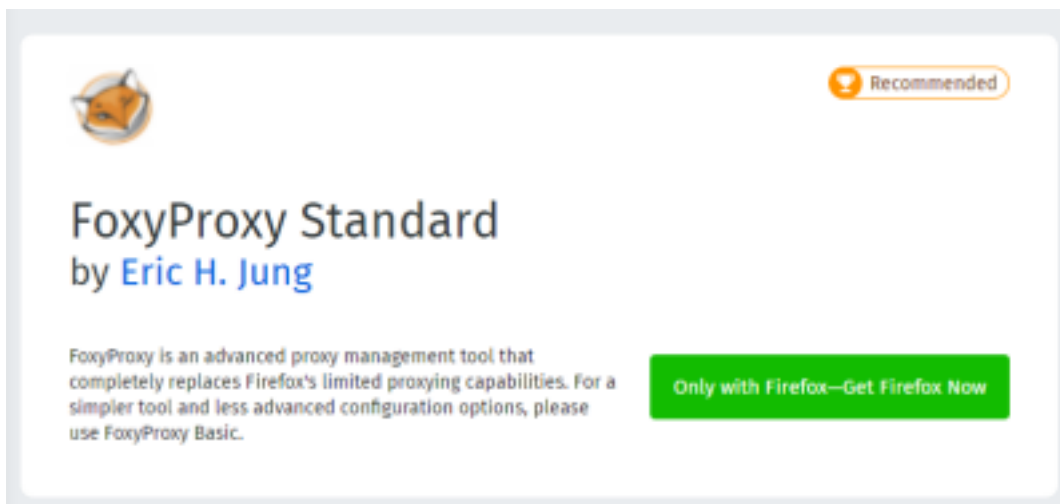 Recommended
FoxyProxy Standard
by Eric H. Jung
FoxyProxy is an advanced proxy management tool that
completely replaces Firefox's limited proxying capabilities. For a
simpler tool and less advanced configuration options, please
use FoxyProxy Basic.
Only with Firefox—Get Firefox Now